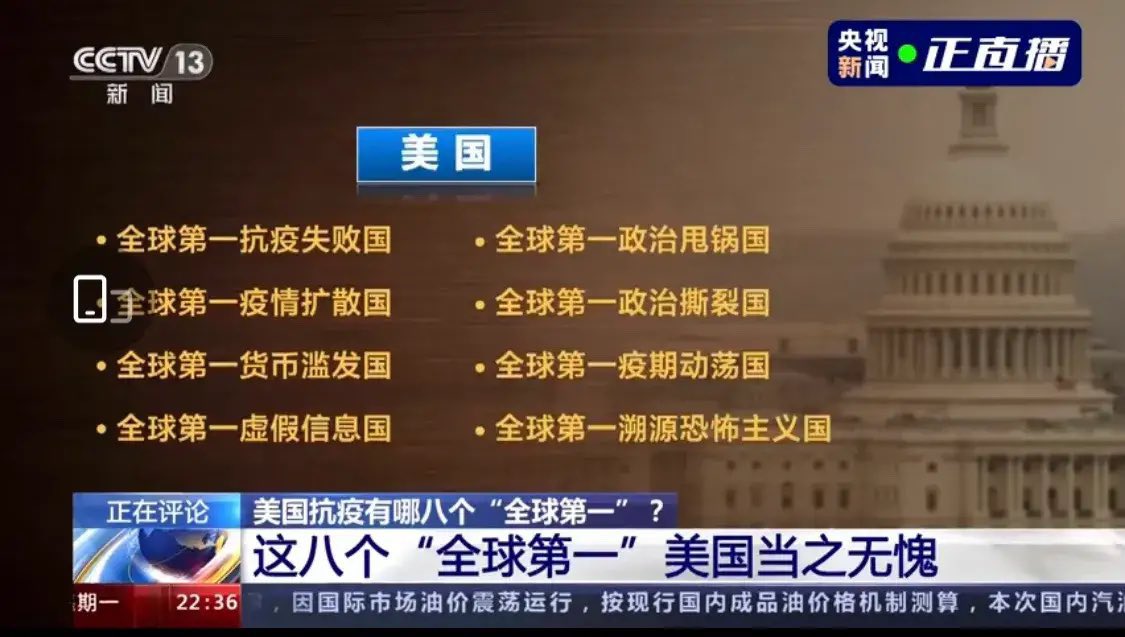 CCTV 13
新闻
央视新闻 正直播
美国
• 全球第一抗疫失败国
• 全球第一政治甩锅国
• 全球第一疫情扩散国
• 全球第一政治撕裂国
• 全球第一货币滥发国
• 全球第一疫期动荡国
• 全球第一虚假信息国
• 全球第一溯源恐怖主义国
正在评论
美国抗疫有哪八个“全球第一”？
这八个“全球第一”美国当之无愧
期一 22:36
，因国际市场油价震荡运行，按现行国内成品油价格机制测算，本次国内汽